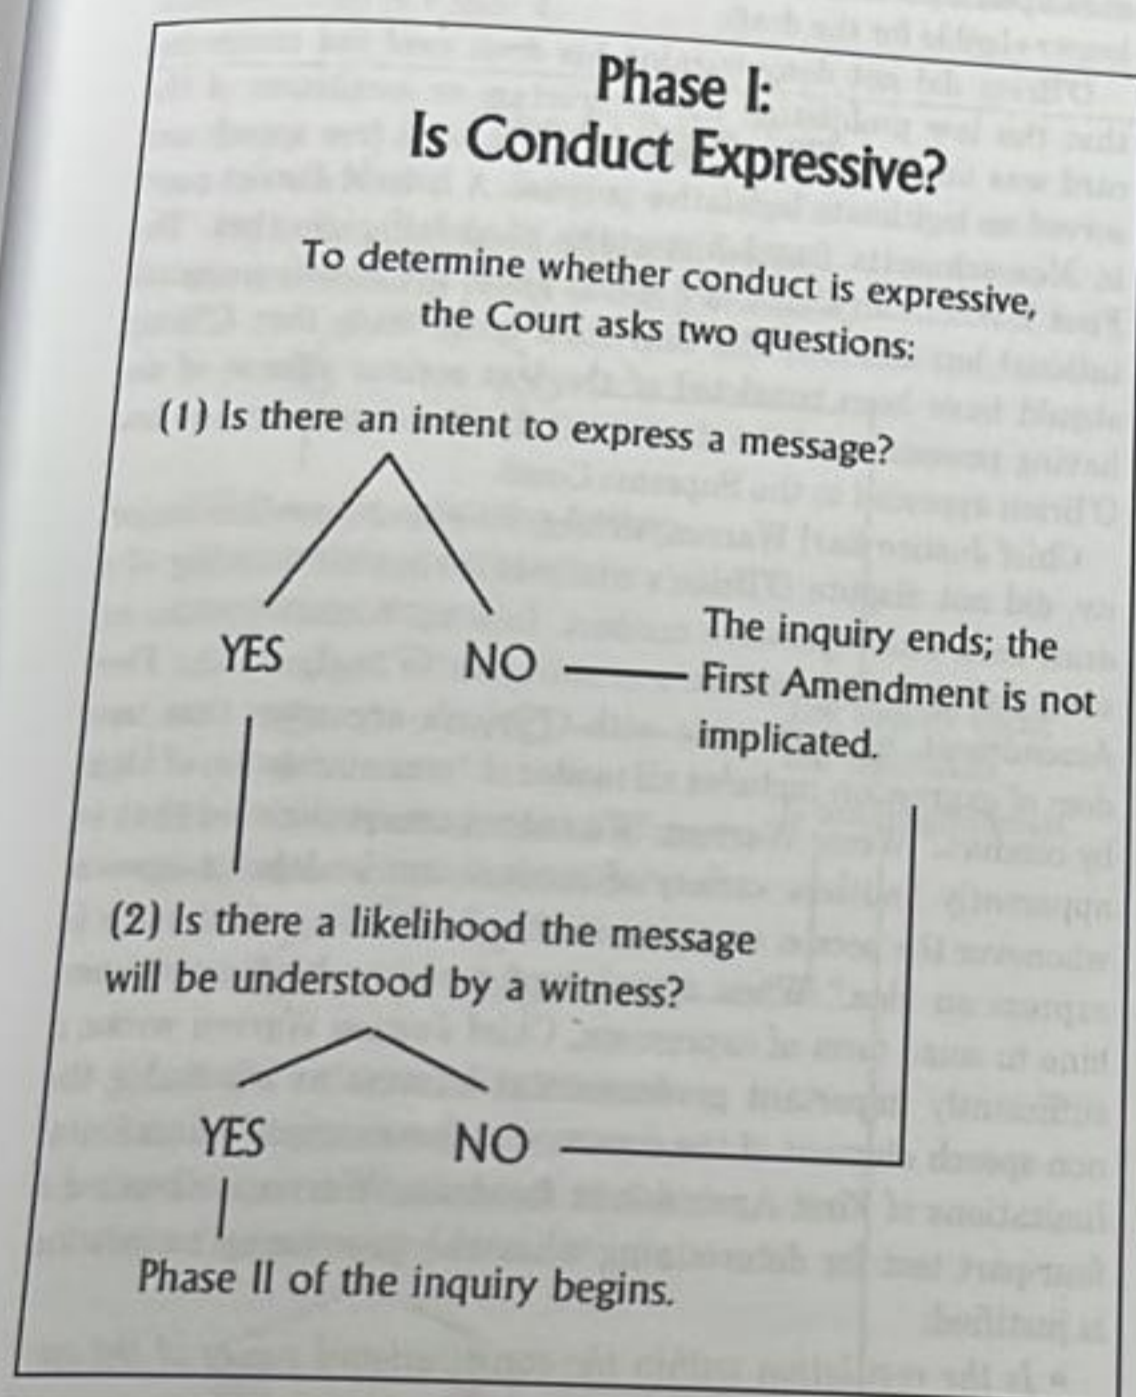 Phase I:
Is Conduct Expressive?
To determine whether conduct is expressive,
the Court asks two questions:
(1) Is there an intent to express a message?
YES
NO
The inquiry ends; the
First Amendment is not
implicated.
(2) Is there a likelihood the message
will be understood by a witness?
YES
NO
Phase II of the inquiry begins.